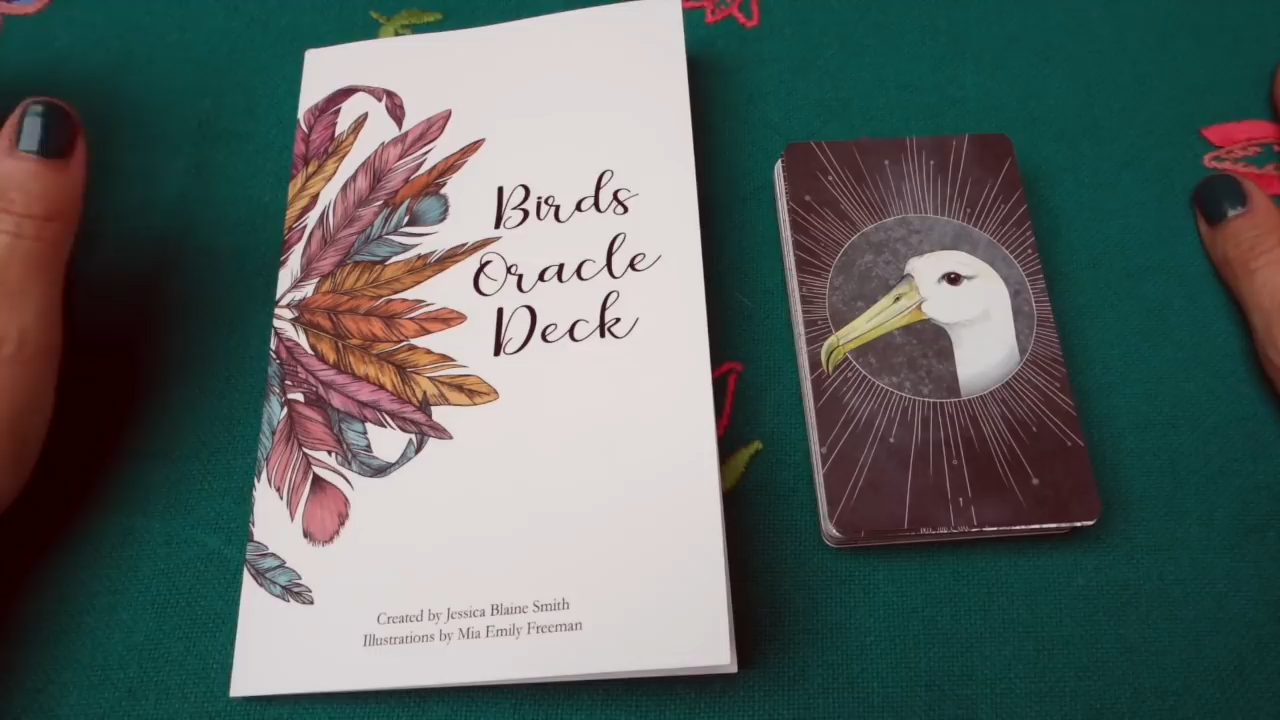 Birds
Oracle
Deck
Created by Jessica Blaine Smith
Illustrations by Mia Emily Freeman